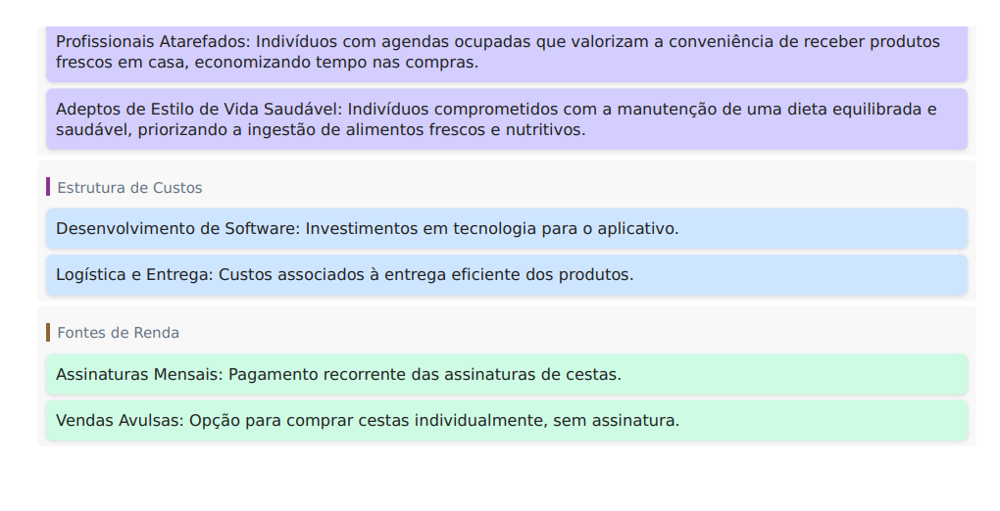 Profissionais Atarefados: Indivíduos com agendas ocupadas que valorizam a conveniência de receber produtos
frescos em casa, economizando tempo nas compras.
Adeptos de Estilo de Vida Saudável: Indivíduos comprometidos com a manutenção de uma dieta equilibrada e
saudável, priorizando a ingestão de alimentos frescos e nutritivos.
Estrutura de Custos
Desenvolvimento de Software: Investimentos em tecnologia para o aplicativo.
Logística e Entrega: Custos associados à entrega eficiente dos produtos.
Fontes de Renda
Assinaturas Mensais: Pagamento recorrente das assinaturas de cestas.
Vendas Avulsas: Opção para comprar cestas individualmente, sem assinatura.